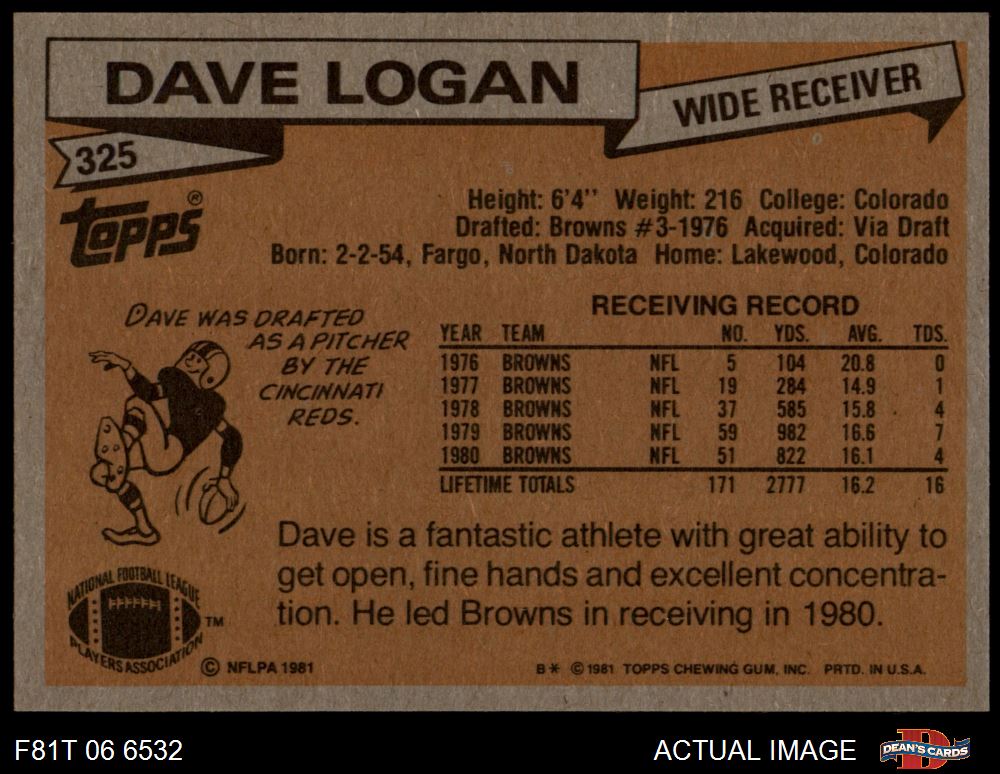 DAVE LOGAN
WIDE RECEIVER
325
TOPPS®
Height: 6'4'' Weight: 216 College: Colorado
Drafted: Browns #3-1976 Acquired: Via Draft
Born: 2-2-54, Fargo, North Dakota Home: Lakewood, Colorado
DAVE WAS DRAFTED
AS A PITCHER
BY THE
CINCINNATI
REDS.
RECEIVING RECORD
YEAR TEAM NO. YDS. AVG. TDS.
1976 BROWNS NFL 5 104 20.8 0
1977 BROWNS NFL 19 284 14.9 1
1978 BROWNS NFL 37 585 15.8 4
1979 BROWNS NFL 59 982 16.6 7
1980 BROWNS NFL 51 822 16.1 4
LIFETIME TOTALS 171 2777 16.2 16
Dave is a fantastic athlete with great ability to
get open, fine hands and excellent concentra-
tion. He led Browns in receiving in 1980.
NATIONAL FOOTBALL LEAGUE
PLAYERS ASSOCIATION
TM
© NFLPA 1981
B* © 1981 TOPPS CHEWING GUM, INC. PRTD. IN U.S.A.
F81T 06 6532
ACTUAL IMAGE
DEAN'S CARDS